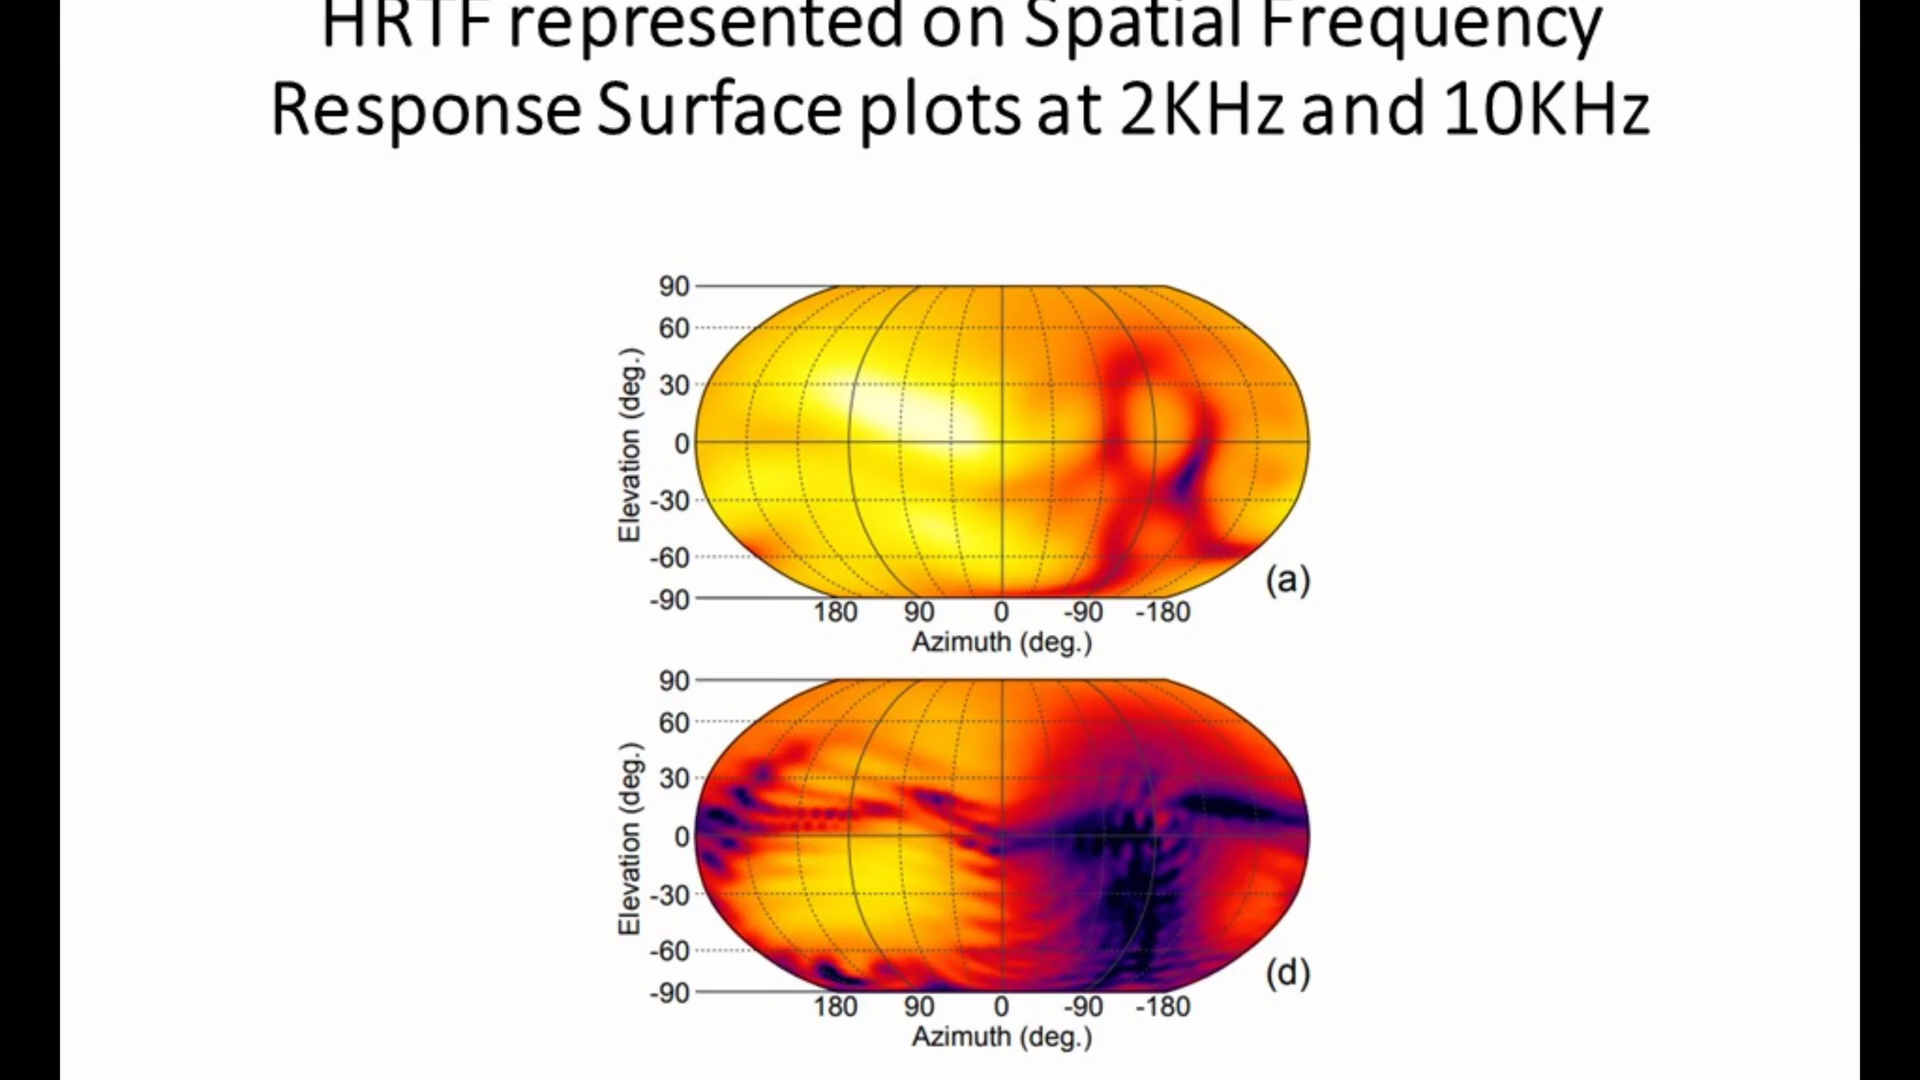 HRTF represented on Spatial Frequency
Response Surface plots at 2KHz and 10KHz
90
60
30
0
-30
-60
-90
Elevation (deg.)
180 90 0 -90 -180
Azimuth (deg.)
(a)
90
60
30
0
-30
-60
-90
Elevation (deg.)
180 90 0 -90 -180
Azimuth (deg.)
(d)